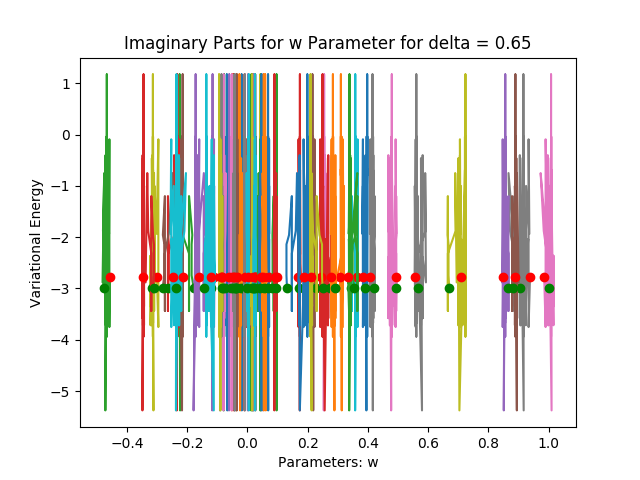 Imaginary Parts for w Parameter for delta = 0.65
1
0
−1
−2
−3
−4
−5
Variational Energy
−0.4 −0.2 0.0 0.2 0.4 0.6 0.8 1.0
Parameters: w